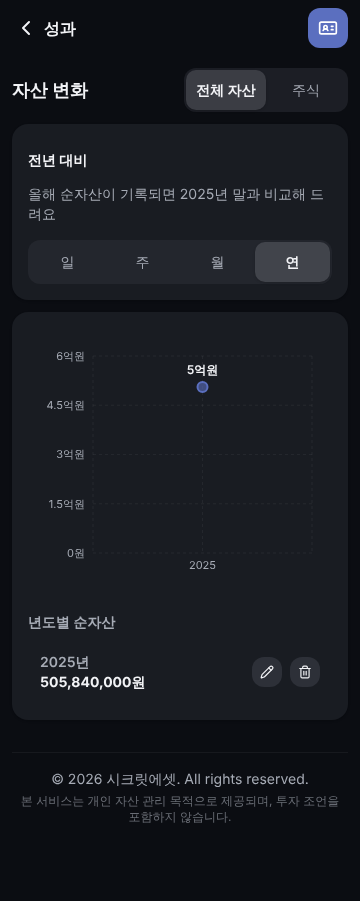 성과
자산 변화
전체 자산
주식
전년 대비
올해 순자산이 기록되면 2025년 말과 비교해 드
려요
일
주
월
연
6억원
5억원
4.5억원
3억원
1.5억원
0원
2025
년도별 순자산
2025년
505,840,000원
© 2026 시크릿에셋. All rights reserved.
본 서비스는 개인 자산 관리 목적으로 제공되며, 투자 조언을
포함하지 않습니다.